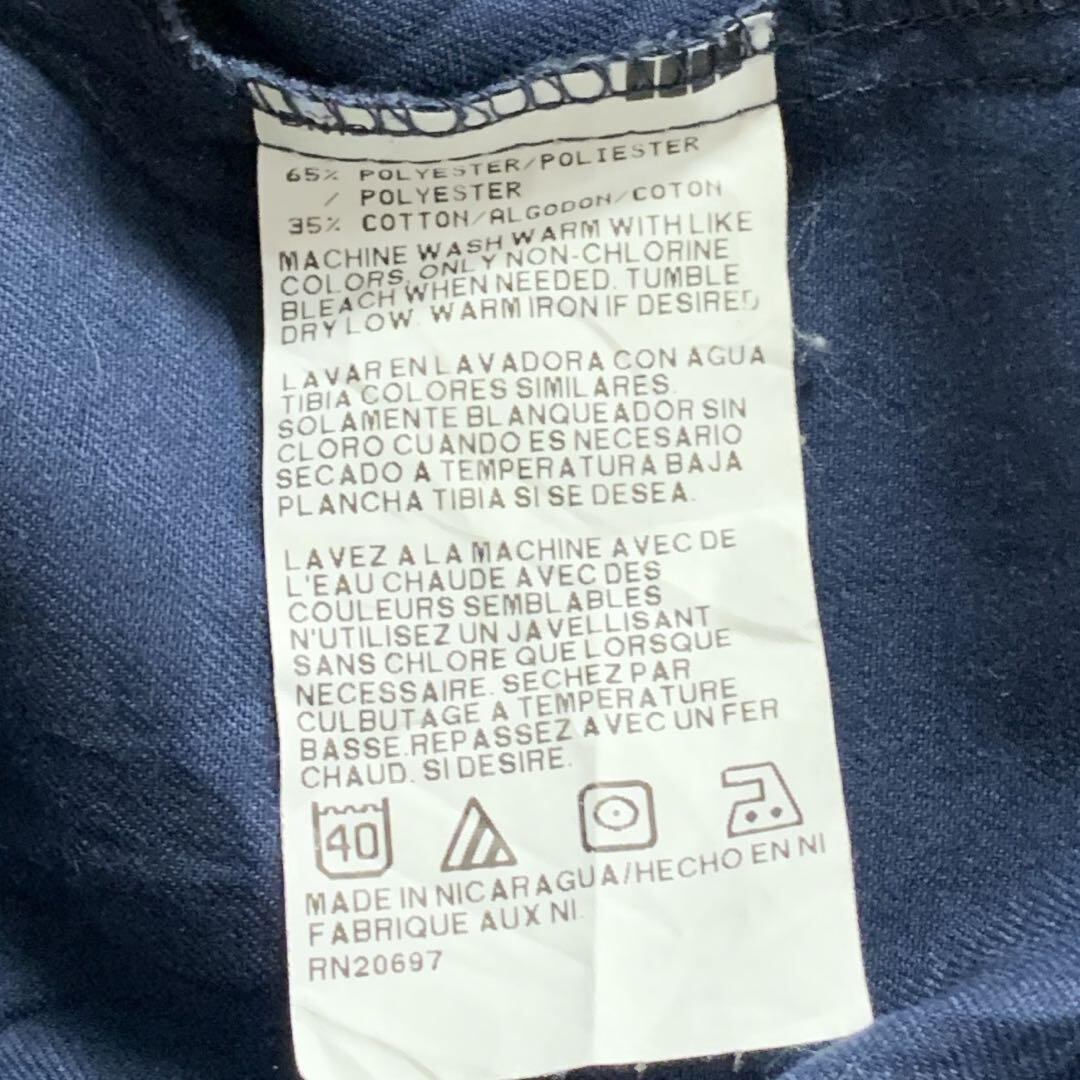 65% POLYESTER/POLIESTER
/ POLYESTER
35% COTTON/ALGODON/COTON
MACHINE WASH WARM WITH LIKE
COLORS, ONLY NON-CHLORINE
BLEACH WHEN NEEDED. TUMBLE
DRY LOW. WARM IRON IF DESIRED
LAVAR EN LAVADORA CON AGUA
TIBIA COLORES SIMILARES.
SOLAMENTE BLANQUEADOR SIN
CLORO CUANDO ES NECESARIO
SECADO A TEMPERATURA BAJA
PLANCHA TIBIA SI SE DESEA.
LAVEZ A LA MACHINE AVEC DE
L'EAU CHAUDE AVEC DES
COULEURS SEMBLABLES
N'UTILISEZ UN JAVELLISANT
SANS CHLORE QUE LORSQUE
NECESSAIRE. SECHEZ PAR
CULBUTAGE A TEMPERATURE
BASSE.REPASSEZ AVEC UN FER
CHAUD. SI DESIRE.
40
MADE IN NICARAGUA/HECHO EN NI
FABRIQUE AUX NI.
RN20697